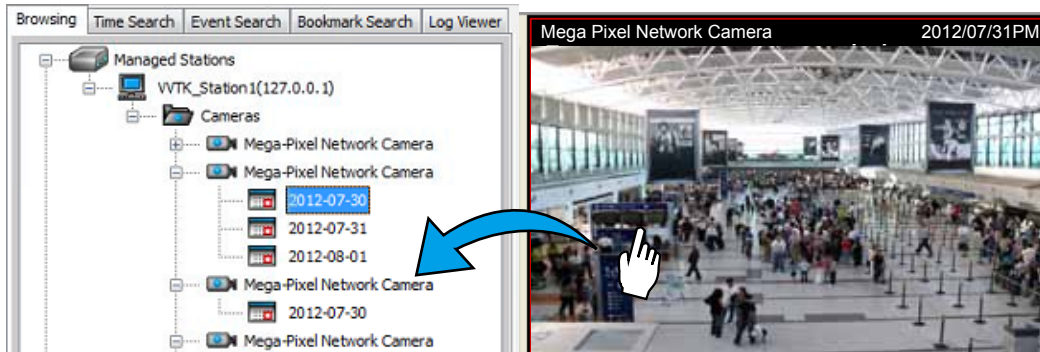 Browsing
Time Search
Event Search
Bookmark Search
Log Viewer
Managed Stations
VVTK_Station1(127.0.0.1)
Cameras
Mega-Pixel Network Camera
Mega-Pixel Network Camera
2012-07-30
2012-07-31
2012-08-01
Mega-Pixel Network Camera
2012-07-30
Mega-Pixel Network Camera
Mega Pixel Network Camera
2012/07/31PM